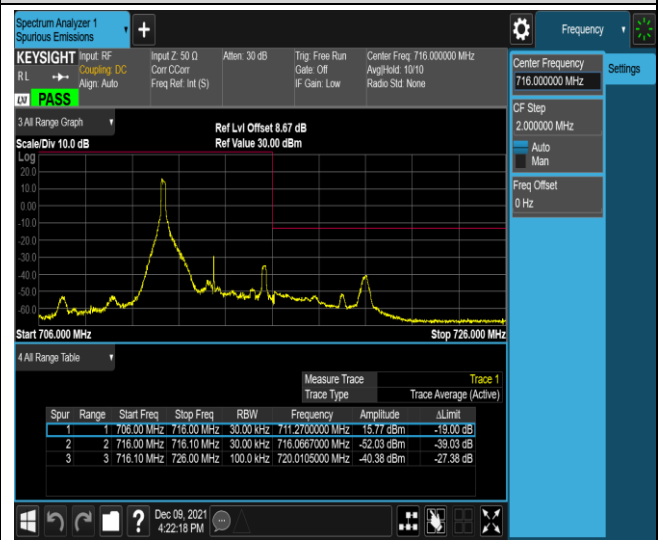 Spectrum Analyzer 1
Spurious Emissions
+
Frequency
KEYSIGHT Input: RF Input Z: 50 Ω Atten: 30 dB Trig: Free Run Center Freq: 716.000000 MHz
RL Coupling: DC Corr CCorr Gate: Off Avg|Hold: 10/10
Align: Auto Freq Ref: Int (S) IF Gain: Low Radio Std: None
LXI PASS
Center Frequency
716.000000 MHz
Settings
CF Step
2.000000 MHz
Auto
Man
Freq Offset
0 Hz
3 All Range Graph
Ref Lvl Offset 8.67 dB
Scale/Div 10.0 dB Ref Value 30.00 dBm
Log
20.0
10.0
0.00
-10.0
-20.0
-30.0
-40.0
-50.0
-60.0
Start 706.000 MHz Stop 726.000 MHz
4 All Range Table
Measure Trace Trace 1
Trace Type Trace Average (Active)
Spur Range Start Freq Stop Freq RBW Frequency Amplitude ΔLimit
1 1 706.00 MHz 716.00 MHz 30.00 kHz 711.2700000 MHz 15.77 dBm -19.00 dB
2 2 716.00 MHz 716.10 MHz 30.00 kHz 716.0667000 MHz -52.03 dBm -39.03 dB
3 3 716.10 MHz 726.00 MHz 100.0 kHz 720.0105000 MHz -40.38 dBm -27.38 dB
?
Dec 09, 2021
4:22:18 PM